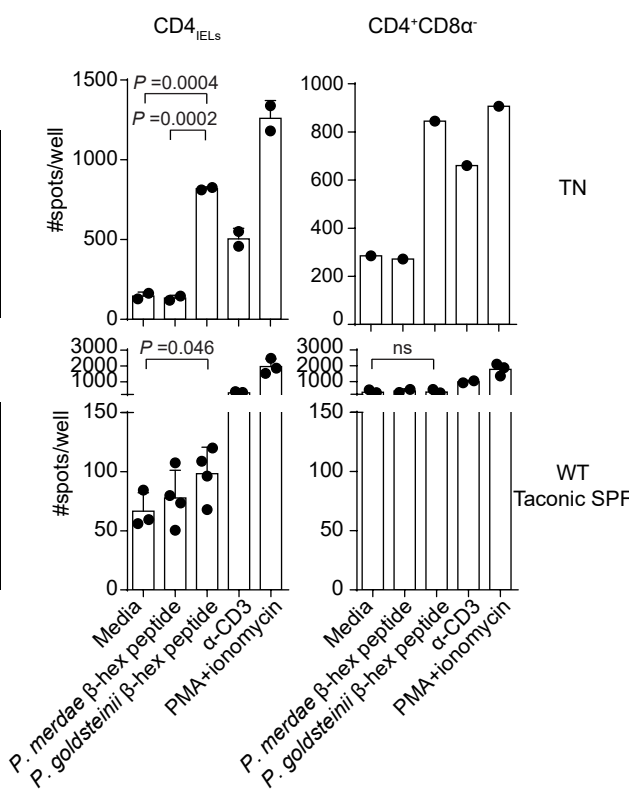 CD4IELs
CD4⁺CD8α⁻
1500
1000
500
0
#spots/well
P =0.0004
P =0.0002
1000
800
600
400
200
0
TN
3000
2000
1000
150
100
50
0
#spots/well
P =0.046
3000
2000
1000
150
100
50
0
ns
WT
Taconic SPF
Media
P. merdae β-hex peptide
P. goldsteinii β-hex peptide
α-CD3
PMA+ionomycin
Media
P. merdae β-hex peptide
P. goldsteinii β-hex peptide
α-CD3
PMA+ionomycin